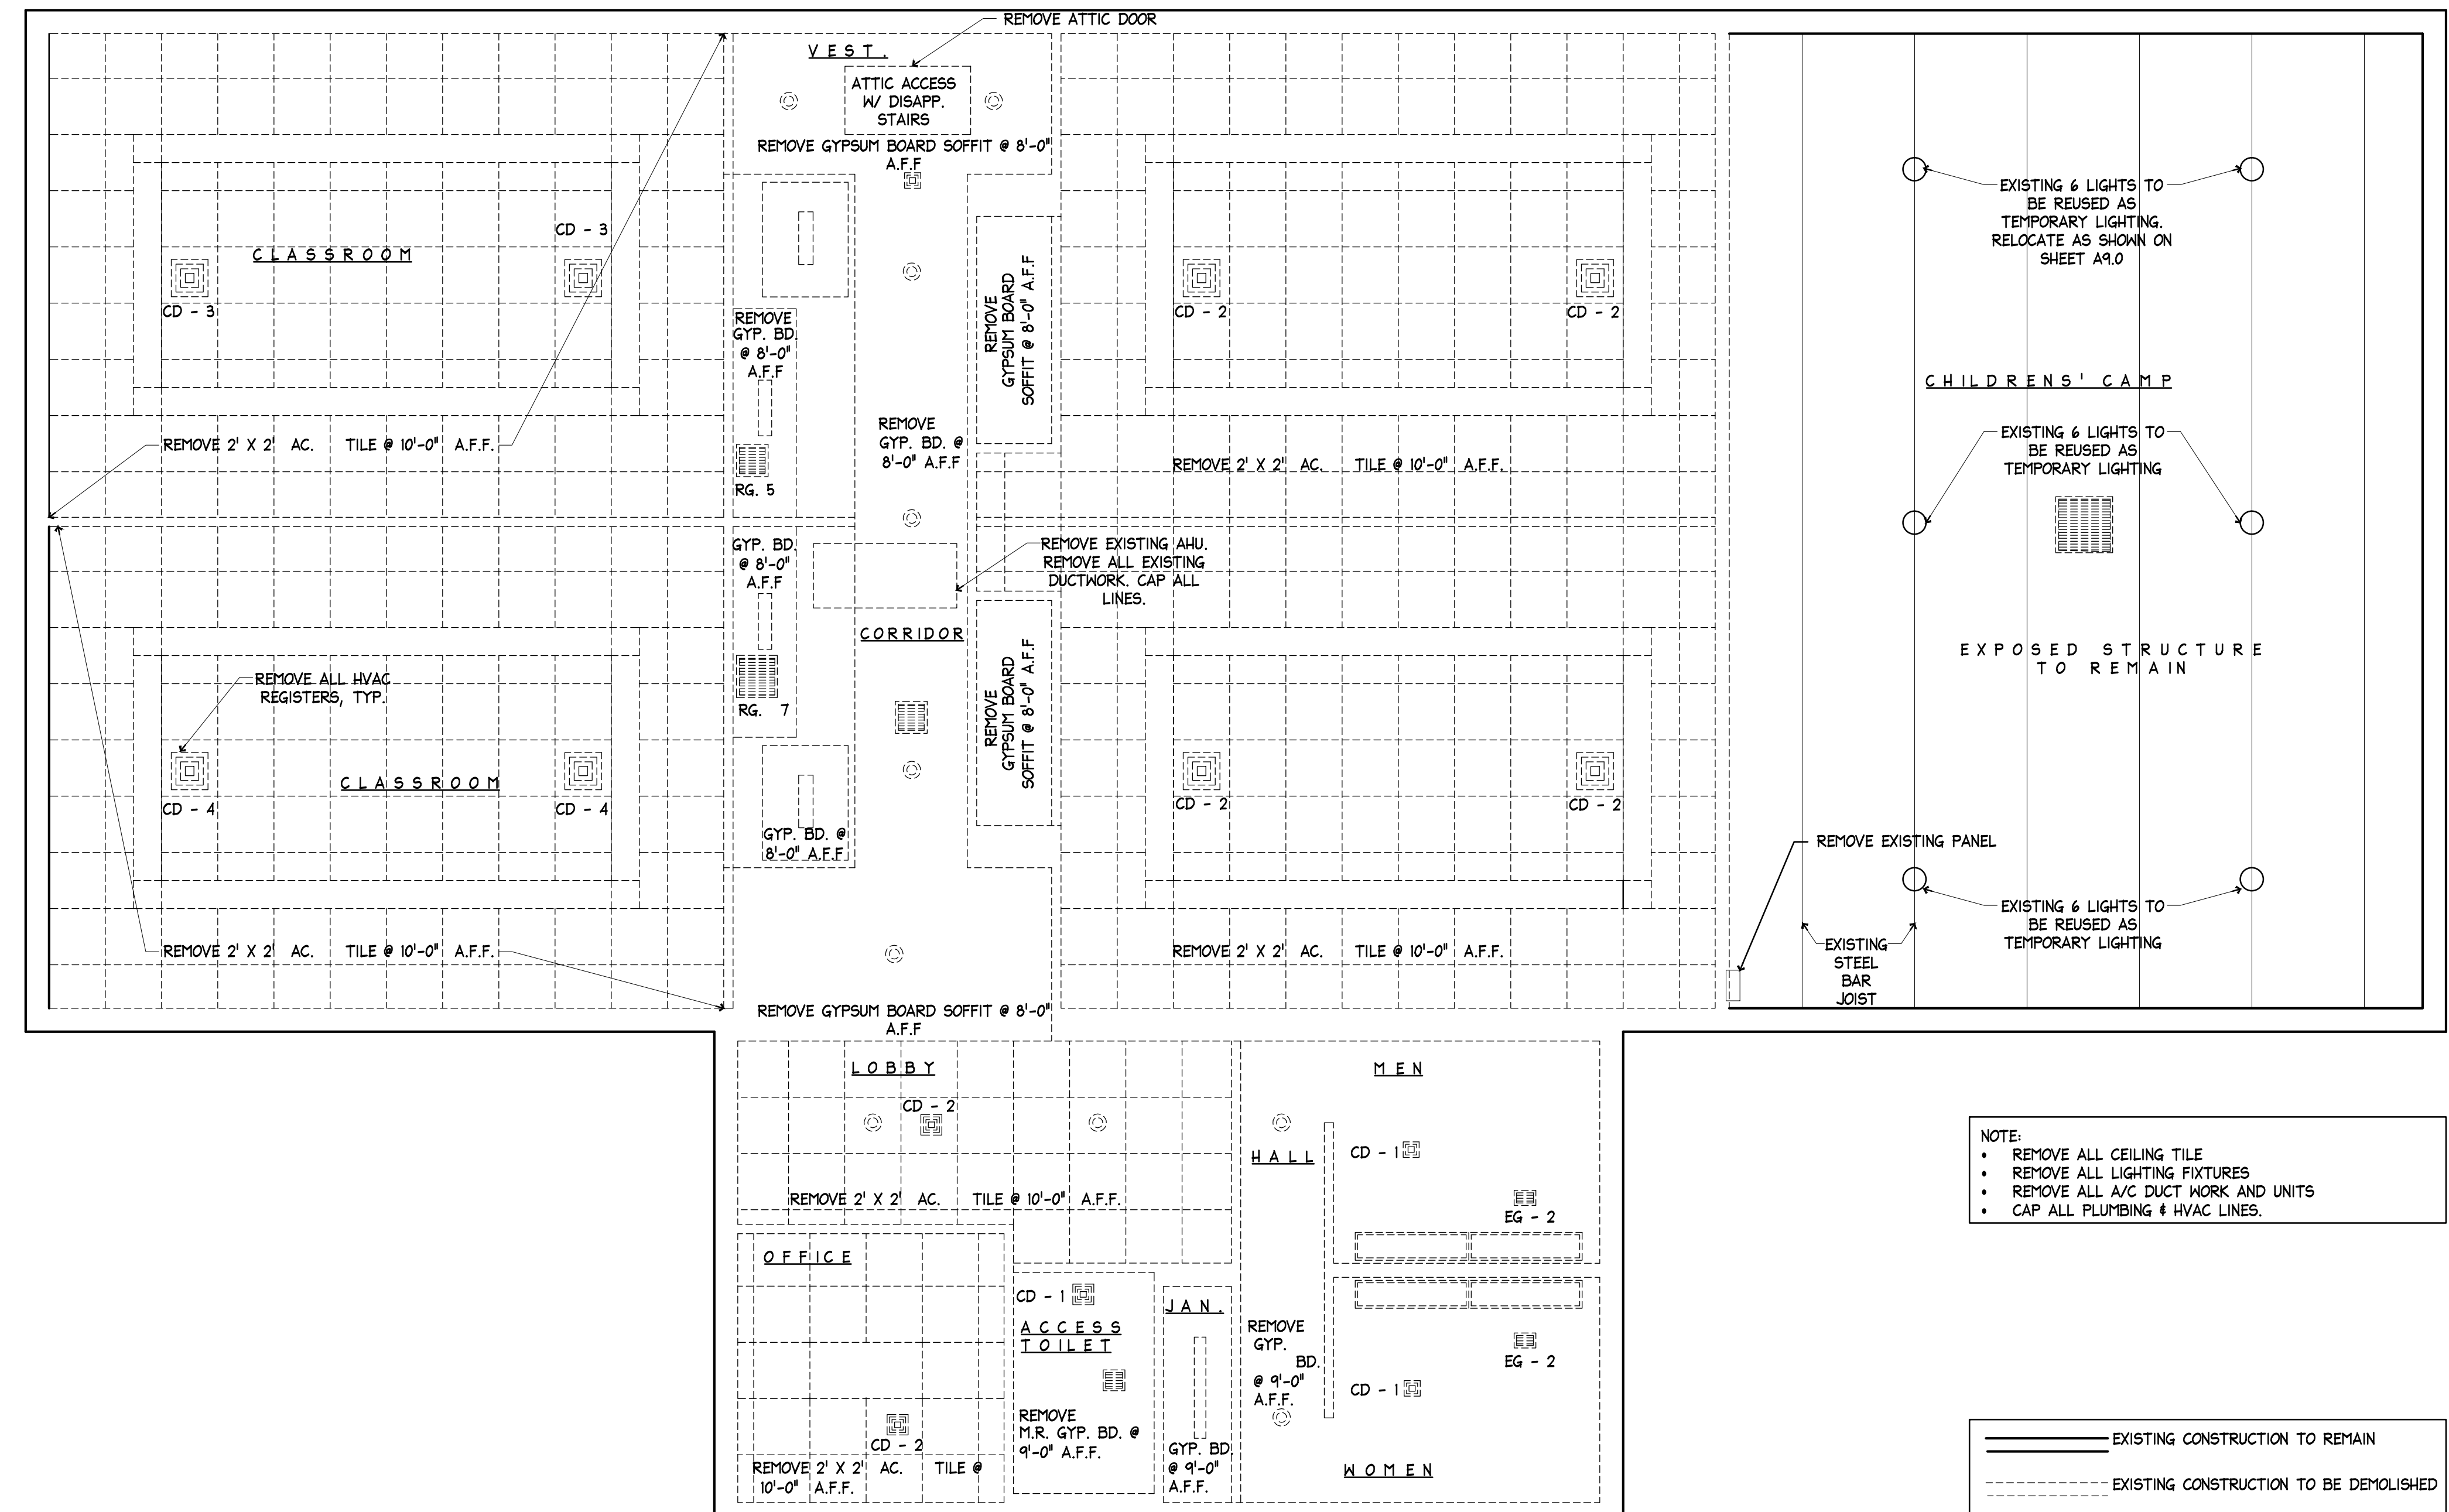 REMOVE ATTIC DOOR
VEST.
ATTIC ACCESS
W/ DISAPP.
STAIRS
REMOVE GYPSUM BOARD SOFFIT @ 8'-0"
A.F.F
CD - 3
CLASSROOM
CD - 3
REMOVE
GYP. BD.
@ 8'-0"
A.F.F
REMOVE
GYPSUM BOARD
SOFFIT @ 8'-0" A.F.F
CD - 2
CD - 2
EXISTING 6 LIGHTS TO
BE REUSED AS
TEMPORARY LIGHTING.
RELOCATE AS SHOWN ON
SHEET A9.0
CHILDRENS' CAMP
REMOVE 2' X 2' AC. TILE @ 10'-0" A.F.F.
RG. 5
REMOVE
GYP. BD. @
8'-0" A.F.F
REMOVE 2' X 2' AC. TILE @ 10'-0" A.F.F.
EXISTING 6 LIGHTS TO
BE REUSED AS
TEMPORARY LIGHTING
GYP. BD.
@ 8'-0"
A.F.F
REMOVE EXISTING AHU.
REMOVE ALL EXISTING
DUCTWORK. CAP ALL
LINES.
CORRIDOR
EXPOSED STRUCTURE
TO REMAIN
REMOVE ALL HVAC
REGISTERS, TYP.
RG. 7
REMOVE
GYPSUM BOARD
SOFFIT @ 8'-0" A.F.F
CLASSROOM
CD - 4
CD - 4
GYP. BD. @
8'-0" A.F.F
CD - 2
CD - 2
REMOVE EXISTING PANEL
REMOVE 2' X 2' AC. TILE @ 10'-0" A.F.F.
REMOVE 2' X 2' AC. TILE @ 10'-0" A.F.F.
EXISTING
STEEL
BAR
JOIST
EXISTING 6 LIGHTS TO
BE REUSED AS
TEMPORARY LIGHTING
REMOVE GYPSUM BOARD SOFFIT @ 8'-0"
A.F.F
LOBBY
CD - 2
MEN
HALL
CD - 1
REMOVE 2' X 2' AC. TILE @ 10'-0" A.F.F.
EG - 2
OFFICE
CD - 1
ACCESS
TOILET
JAN.
REMOVE
GYP.
BD.
@ 9'-0"
A.F.F.
EG - 2
CD - 1
REMOVE
M.R. GYP. BD. @
9'-0" A.F.F.
CD - 2
REMOVE 2' X 2' AC. TILE @
10'-0" A.F.F.
GYP. BD.
@ 9'-0"
A.F.F.
WOMEN
NOTE:
• REMOVE ALL CEILING TILE
• REMOVE ALL LIGHTING FIXTURES
• REMOVE ALL A/C DUCT WORK AND UNITS
• CAP ALL PLUMBING & HVAC LINES.
EXISTING CONSTRUCTION TO REMAIN
EXISTING CONSTRUCTION TO BE DEMOLISHED